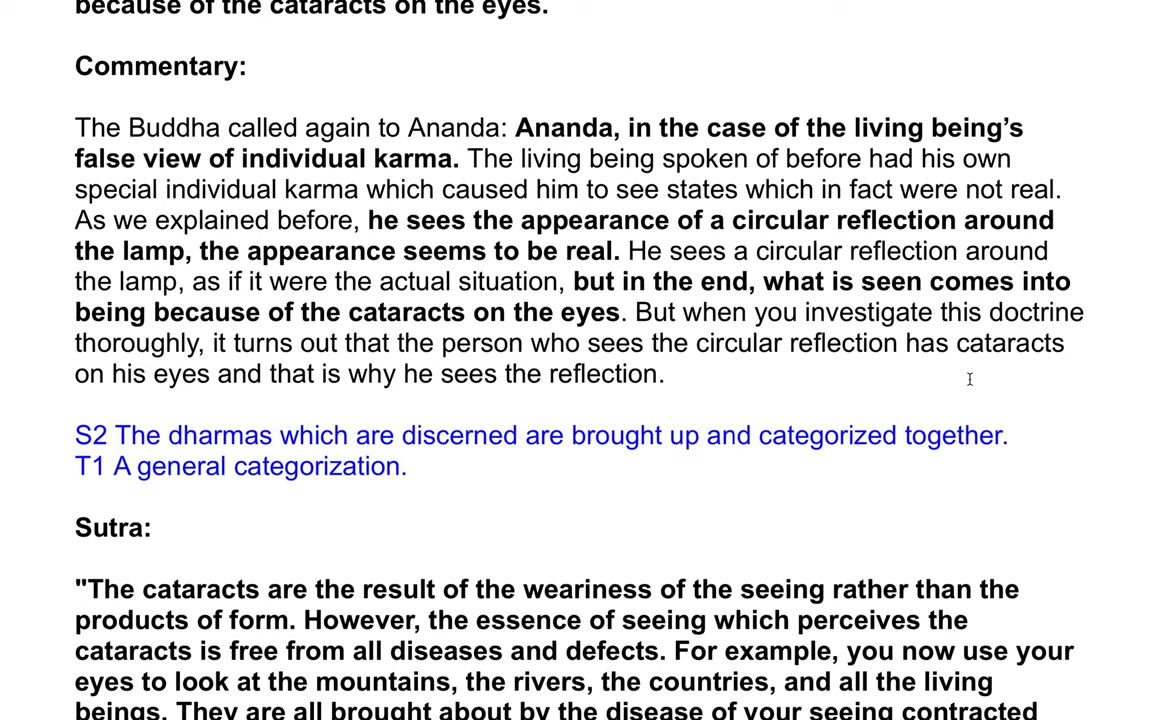 because of the cataracts on the eyes.
Commentary:
The Buddha called again to Ananda: Ananda, in the case of the living being’s
false view of individual karma. The living being spoken of before had his own
special individual karma which caused him to see states which in fact were not real.
As we explained before, he sees the appearance of a circular reflection around
the lamp, the appearance seems to be real. He sees a circular reflection around
the lamp, as if it were the actual situation, but in the end, what is seen comes into
being because of the cataracts on the eyes. But when you investigate this doctrine
thoroughly, it turns out that the person who sees the circular reflection has cataracts
on his eyes and that is why he sees the reflection.
S2 The dharmas which are discerned are brought up and categorized together.
T1 A general categorization.
Sutra:
"The cataracts are the result of the weariness of the seeing rather than the
products of form. However, the essence of seeing which perceives the
cataracts is free from all diseases and defects. For example, you now use your
eyes to look at the mountains, the rivers, the countries, and all the living
beings. They are all brought about by the disease of your seeing contracted